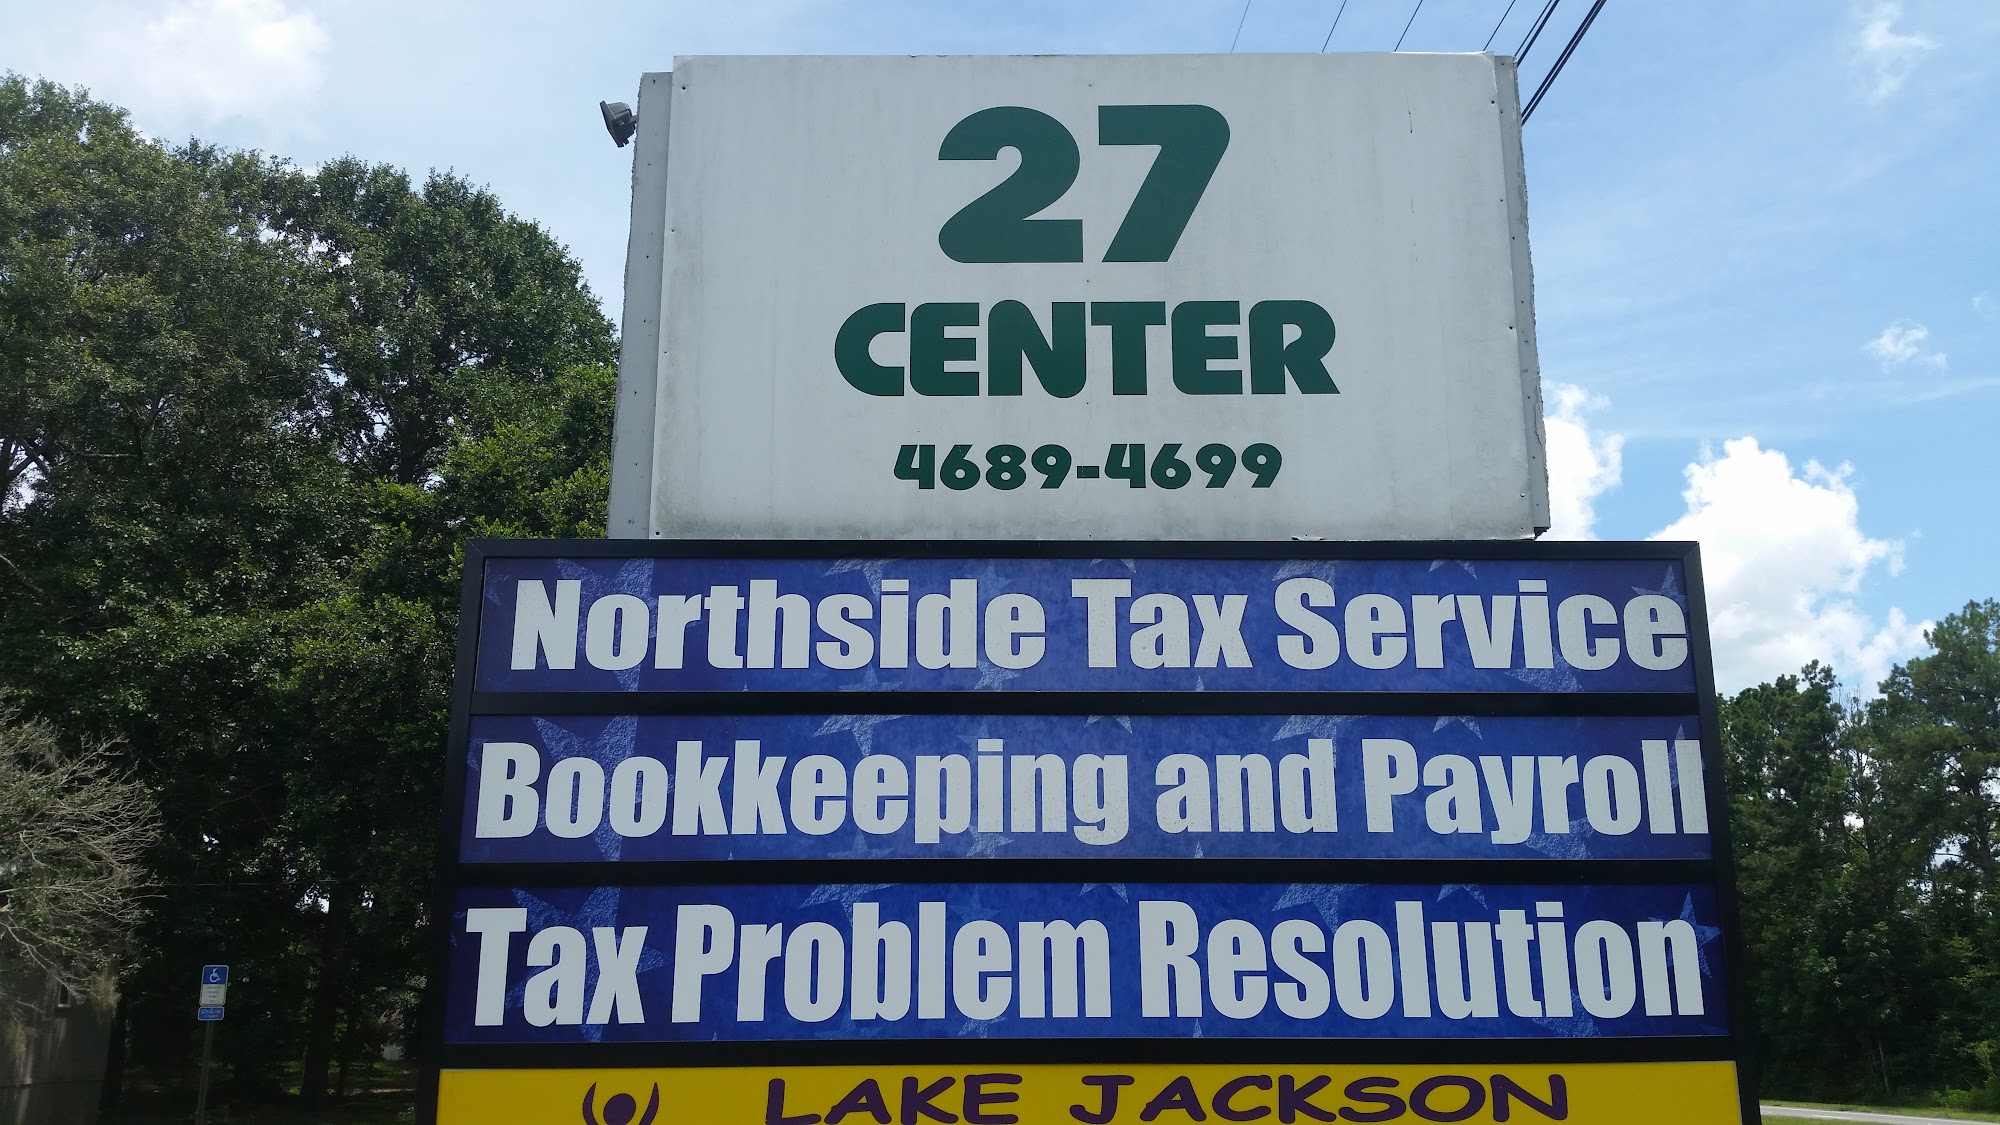 27
CENTER
4689-4699
Northside Tax Service
Bookkeeping and Payroll
Tax Problem Resolution
LAKE JACKSON